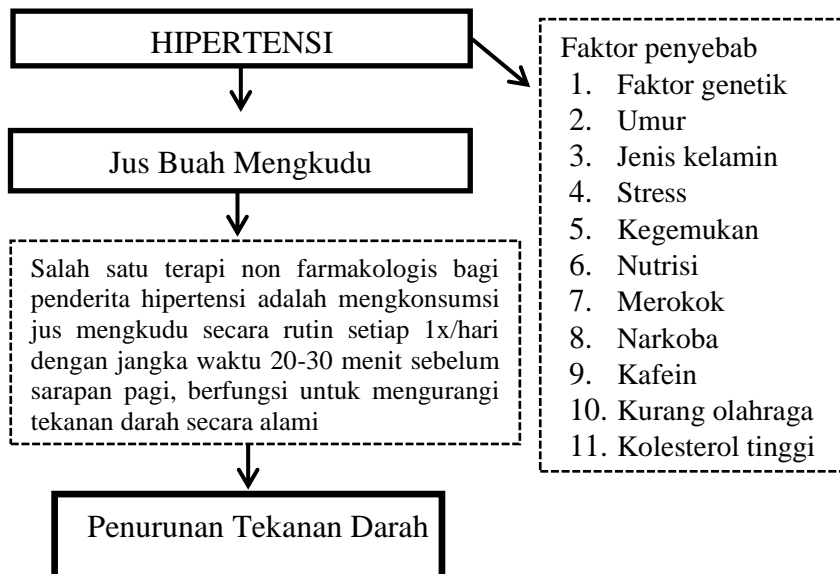 HIPERTENSI
Jus Buah Mengkudu
Salah satu terapi non farmakologis bagi
penderita hipertensi adalah mengkonsumsi
jus mengkudu secara rutin setiap 1x/hari
dengan jangka waktu 20-30 menit sebelum
sarapan pagi, berfungsi untuk mengurangi
tekanan darah secara alami
Penurunan Tekanan Darah
Faktor penyebab
1. Faktor genetik
2. Umur
3. Jenis kelamin
4. Stress
5. Kegemukan
6. Nutrisi
7. Merokok
8. Narkoba
9. Kafein
10. Kurang olahraga
11. Kolesterol tinggi